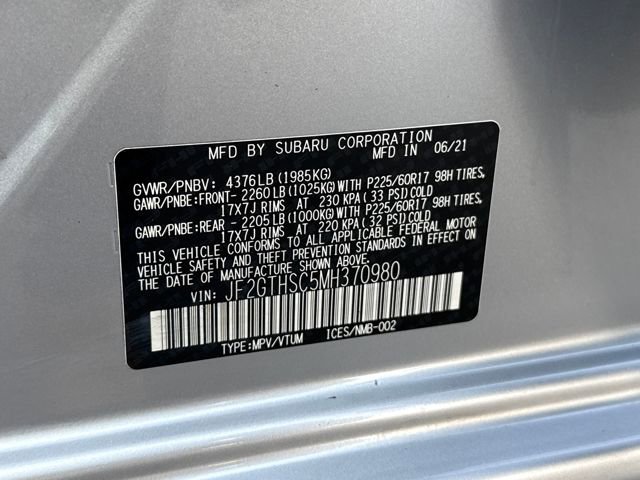 MFD BY SUBARU CORPORATION MFD IN 06/21
GVWR/PNBV: 4376LB (1985KG)
GAWR/PNBE:FRONT- 2260LB (1025KG)WITH P225/60R17 98H TIRES,
17X7J RIMS AT 230 KPA (33 PSI)COLD
GAWR/PNBE:REAR - 2205LB (1000KG)WITH P225/60R17 98H TIRES,
17X7J RIMS AT 220 KPA (32 PSI)COLD
THIS VEHICLE CONFORMS TO ALL APPLICABLE FEDERAL MOTOR
VEHICLE SAFETY AND THEFT PREVENTION STANDARDS IN EFFECT ON
THE DATE OF MANUFACTURE SHOWN ABOVE.
VIN: JF2GTHSC5MH370980
TYPE:MPV/VTUM ICES/NMB-002